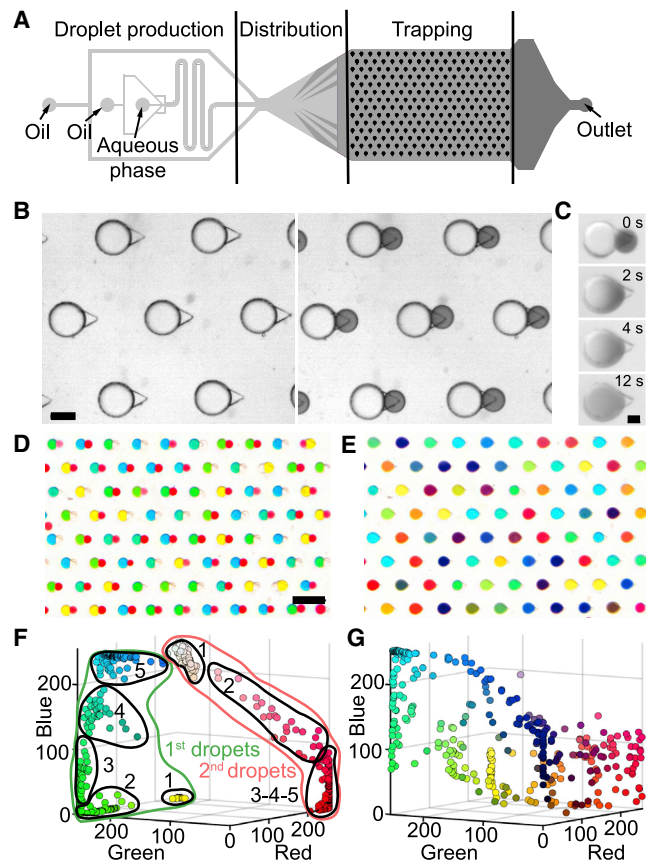 A
Droplet production
Distribution
Trapping
Oil
Oil
Aqueous
phase
Outlet
B
C
0 s
2 s
4 s
12 s
D
E
F
G
200
100
0
Blue
5
4
3
2
1
1
2
3-4-5
1st dropets
2nd dropets
200
100
0
100
200
Green
Red
200
100
0
Blue
200
100
0
100
200
Green
Red